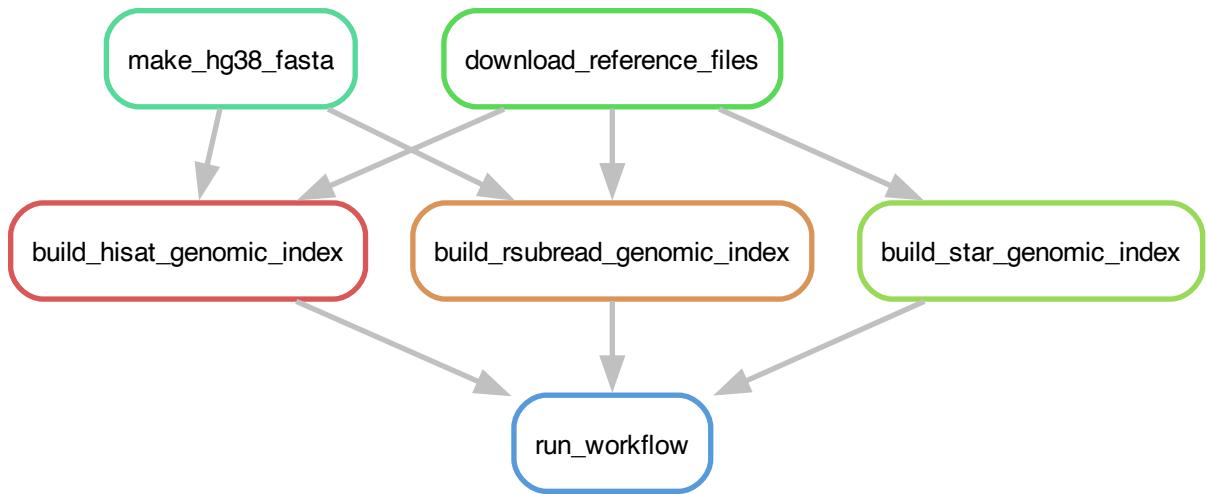 make_hg38_fasta
download_reference_files
build_hisat_genomic_index
build_rsubread_genomic_index
build_star_genomic_index
run_workflow